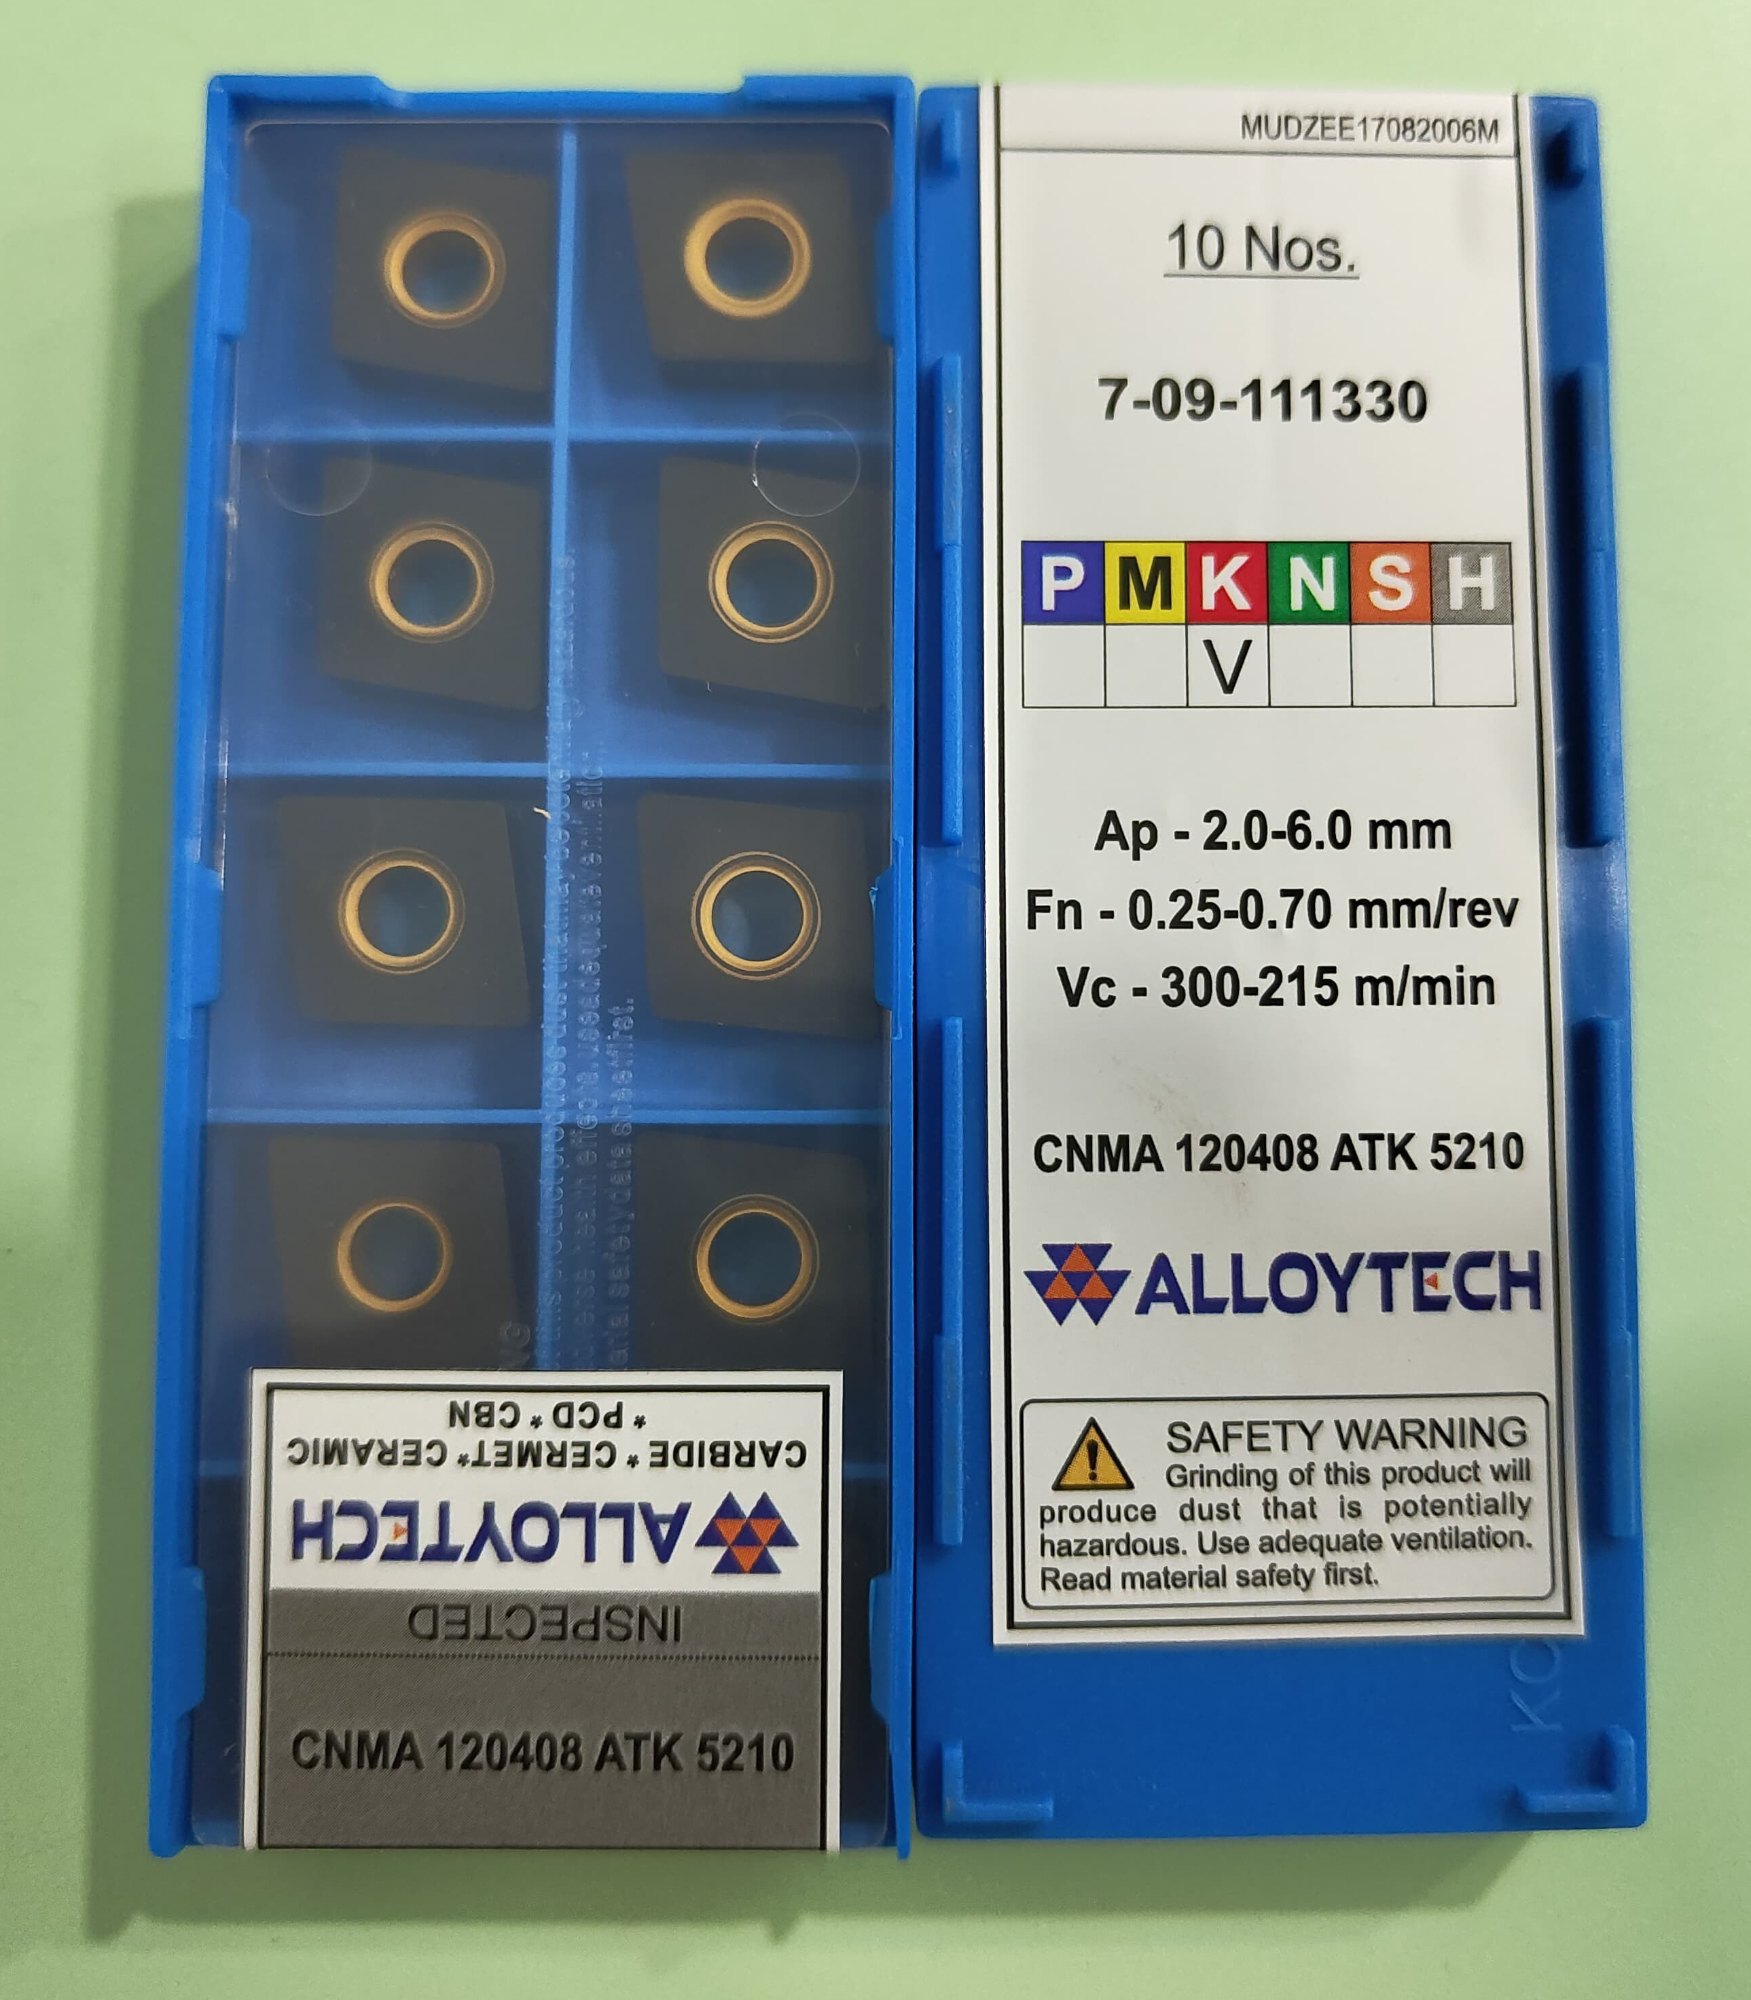 MUDZEE17082006M
10 Nos.
7-09-111330
P M K N S H
V
Ap - 2.0-6.0 mm
Fn - 0.25-0.70 mm/rev
Vc - 300-215 m/min
CNMA 120408 ATK 5210
ALLOYTECH
SAFETY WARNING
Grinding of this product will
produce dust that is potentially
hazardous. Use adequate ventilation.
Read material safety first.
CNMA 120408 ATK 5210
INSPECTED
ALLOYTECH
CARBIDE * CERMET * CERAMIC
* PCD * CBN